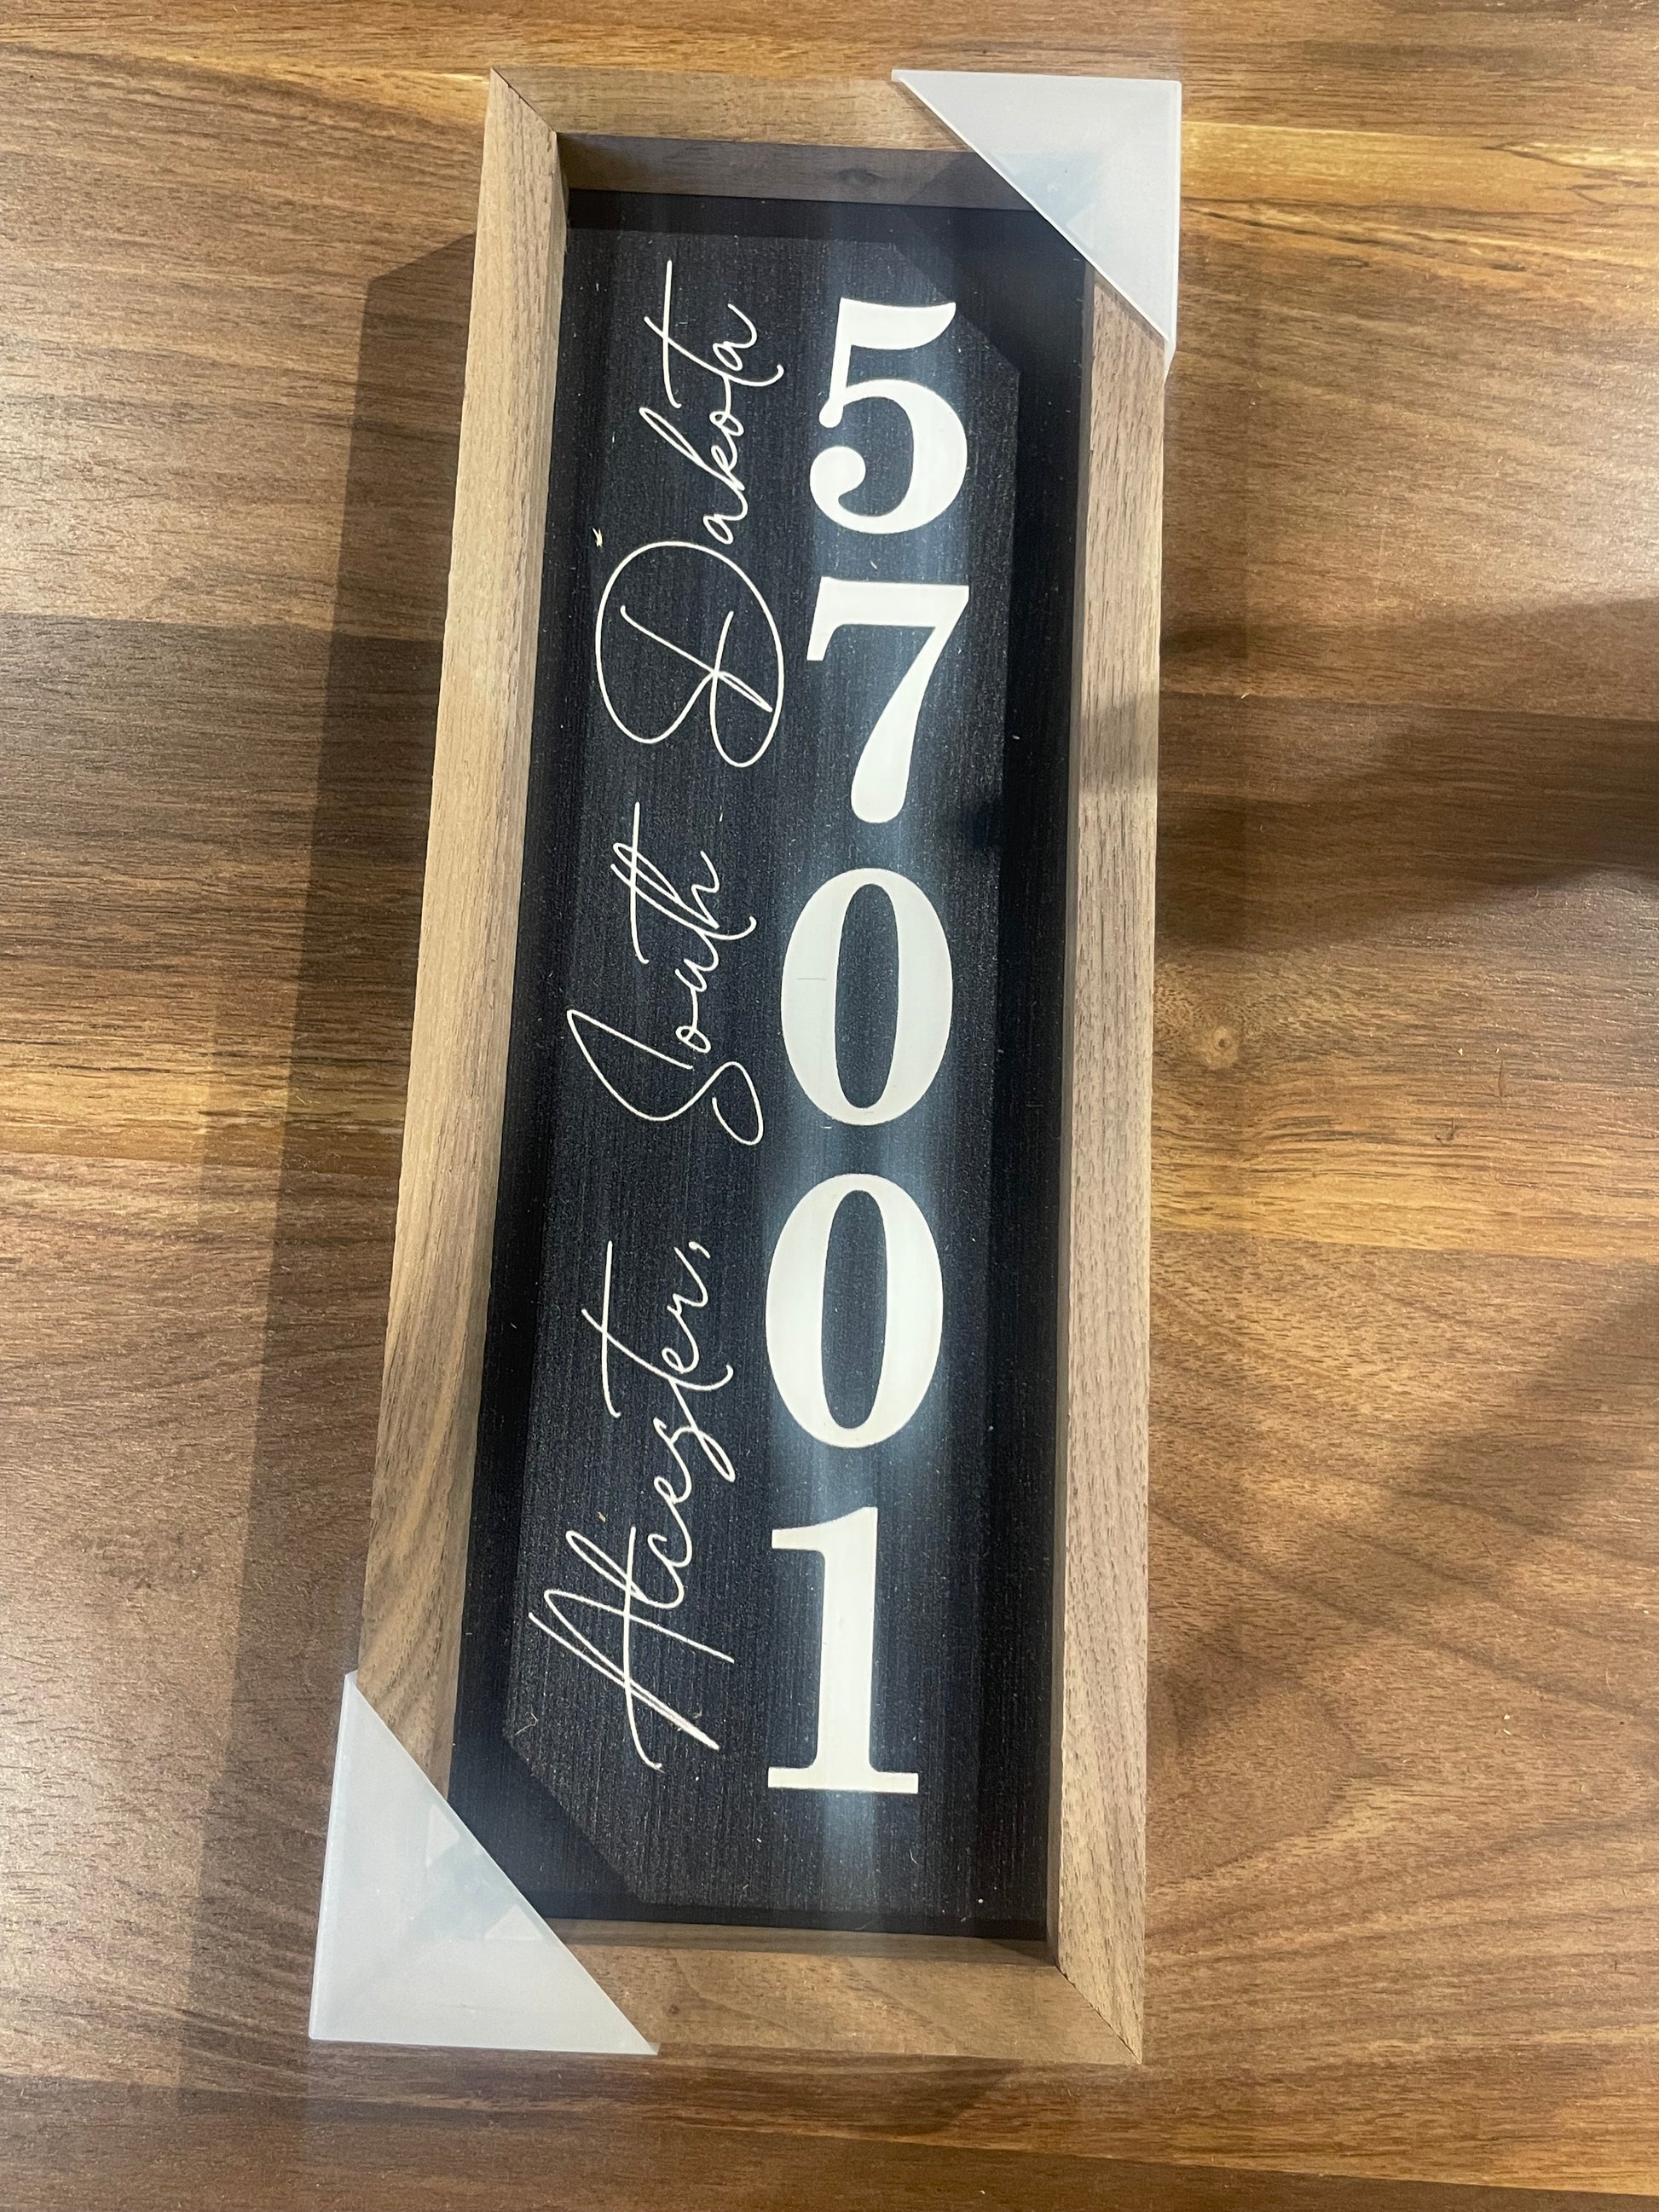 57001
Alcester, South Dakota